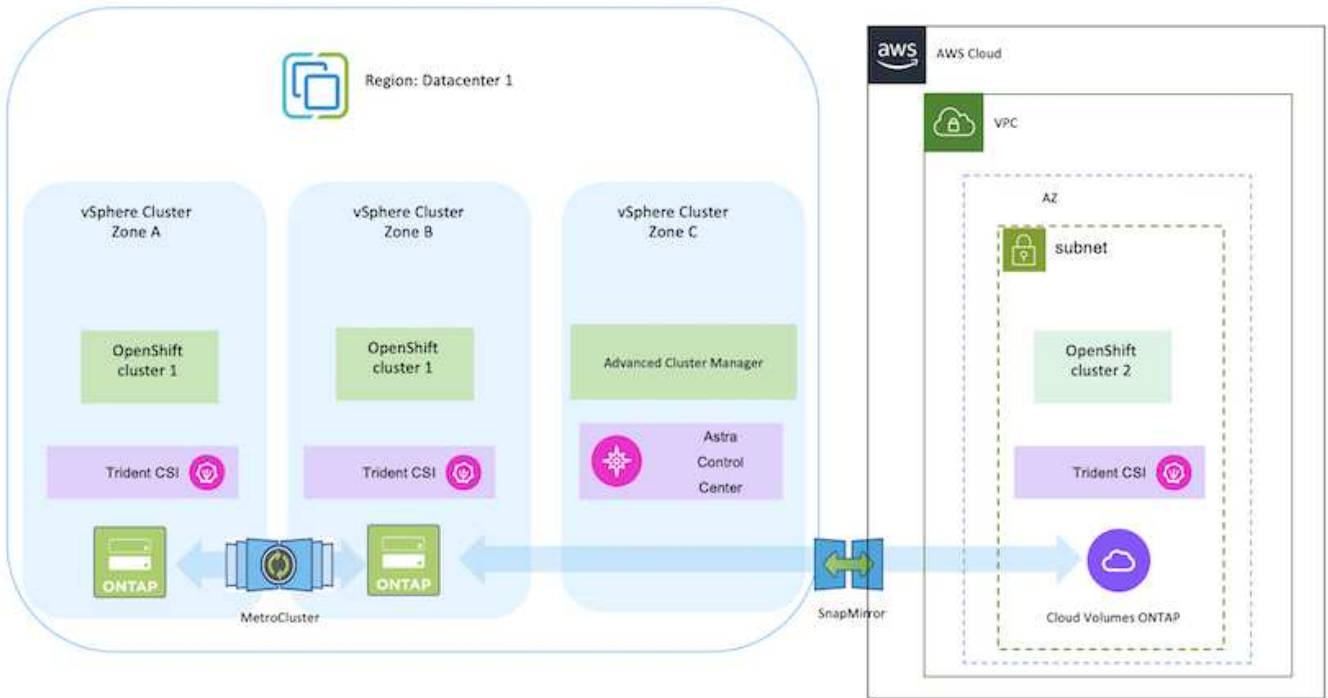 Region: Datacenter 1
vSphere Cluster
Zone A
vSphere Cluster
Zone B
vSphere Cluster
Zone C
OpenShift
cluster 1
OpenShift
cluster 1
Advanced Cluster Manager
Trident CSI
Trident CSI
Astra
Control
Center
ONTAP
ONTAP
MetroCluster
SnapMirror
aws
AWS Cloud
VPC
AZ
subnet
OpenShift
cluster 2
Trident CSI
Cloud Volumes ONTAP